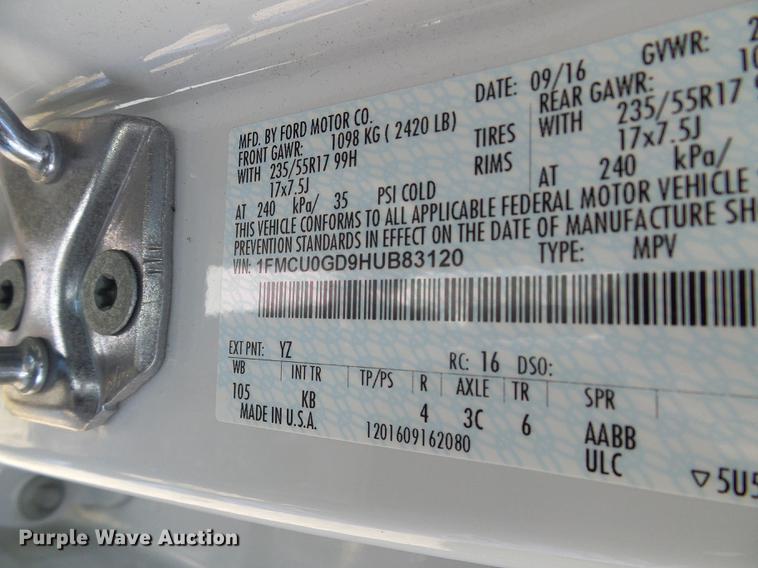 MFD. BY FORD MOTOR CO. DATE: 09/16 GVWR:
FRONT GAWR: 1098 KG ( 2420 LB) REAR GAWR:
WITH 235/55R17 99H TIRES WITH 235/55R17
17x7.5J RIMS 17x7.5J
AT 240 kPa/ 35 PSI COLD AT 240 kPa/
THIS VEHICLE CONFORMS TO ALL APPLICABLE FEDERAL MOTOR VEHICLE
PREVENTION STANDARDS IN EFFECT ON THE DATE OF MANUFACTURE
VIN: 1FMCU0GD9HUB83120 TYPE: MPV
EXT PNT: YZ RC: 16 DSO:
WB INT TR TP/PS R AXLE TR SPR
105 KB 4 3C 6 AABB
MADE IN U.S.A. 1201609162080 ULC
▽5U5
Purple Wave Auction